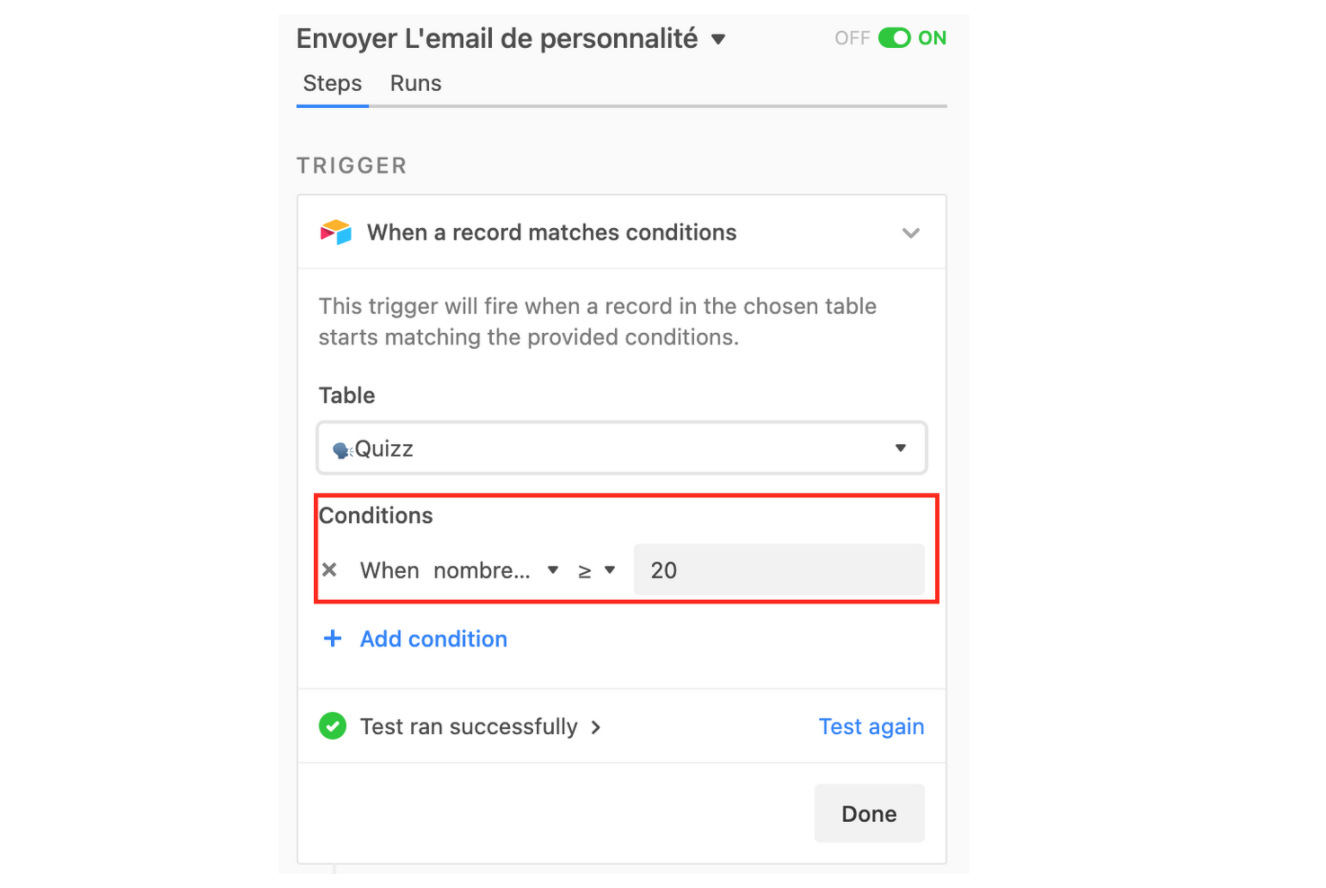 Envoyer L'email de personnalité
OFF ON
Steps Runs
TRIGGER
When a record matches conditions
This trigger will fire when a record in the chosen table
starts matching the provided conditions.
Table
Quizz
Conditions
When nombre... ≥ 20
+ Add condition
Test ran successfully
Test again
Done